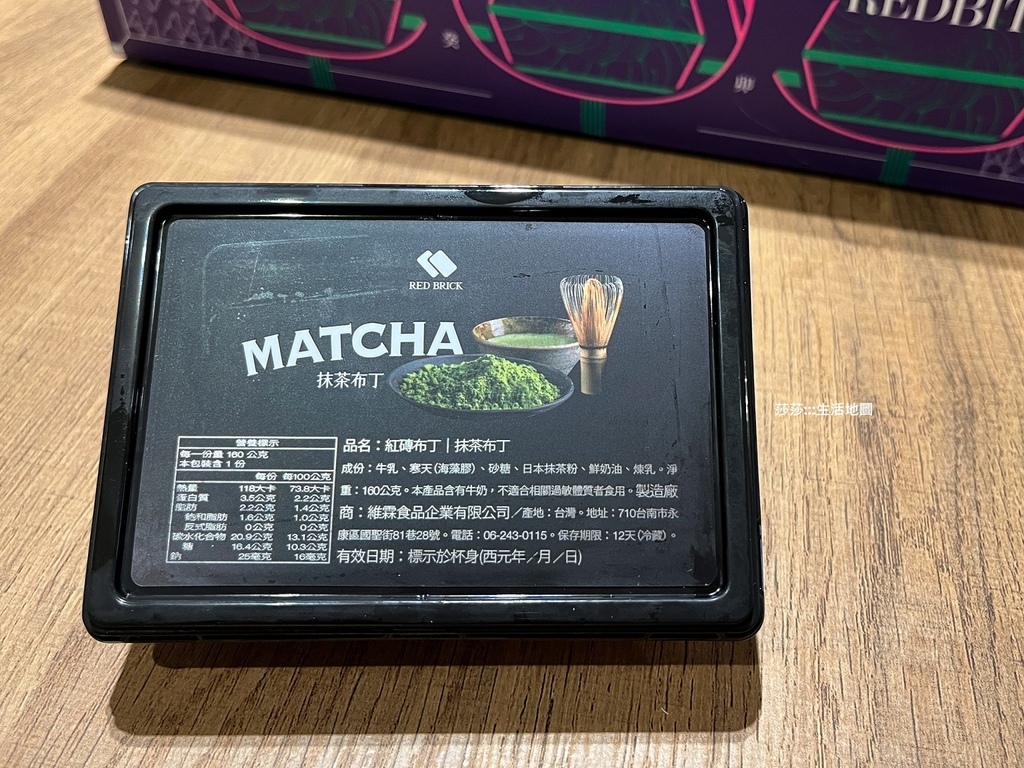 REDBIT
癸
卯
RED BRICK
MATCHA
抹茶布丁
營養標示
每一份量 160 公克
本包裝含 1 份
每份 每100公克
熱量 118大卡 73.8大卡
蛋白質 3.5公克 2.2公克
脂肪 2.2公克 1.4公克
飽和脂肪 1.6公克 1.0公克
反式脂肪 0公克 0公克
碳水化合物 20.9公克 13.1公克
糖 16.4公克 10.3公克
鈉 25毫克 16毫克
品名：紅磚布丁｜抹茶布丁
成份：牛乳、寒天(海藻膠)、砂糖、日本抹茶粉、鮮奶油、煉乳。淨
重：160公克。本產品含有牛奶，不適合相關過敏體質者食用。製造廠
商：維霖食品企業有限公司／產地：台灣。地址：710台南市永
康區國聖街81巷28號。電話：06-243-0115。保存期限：12天(冷藏)。
有效日期：標示於杯身(西元年／月／日)
莎莎:::生活地圖